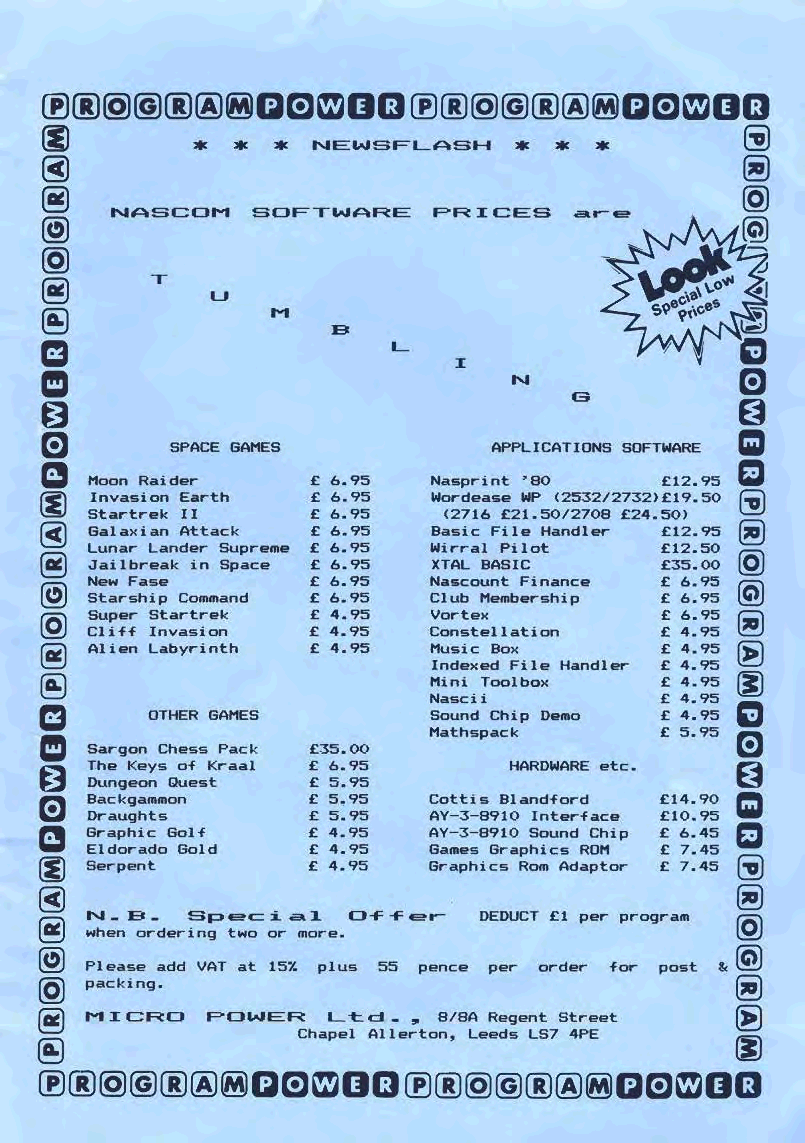 PROGRAMPOWERPROGRAMPOWER
* * * NEWSFLASH * * *
NASCOM SOFTWARE PRICES are
Look
Special Low
Prices
T
U
M
B
L
I
N
G
SPACE GAMES
Moon Raider £ 6.95
Invasion Earth £ 6.95
Startrek II £ 6.95
Galaxian Attack £ 6.95
Lunar Lander Supreme £ 6.95
Jailbreak in Space £ 6.95
New Fase £ 6.95
Starship Command £ 6.95
Super Startrek £ 4.95
Cliff Invasion £ 4.95
Alien Labyrinth £ 4.95
OTHER GAMES
Sargon Chess Pack £35.00
The Keys of Kraal £ 6.95
Dungeon Quest £ 5.95
Backgammon £ 5.95
Draughts £ 5.95
Graphic Golf £ 4.95
Eldorado Gold £ 4.95
Serpent £ 4.95
APPLICATIONS SOFTWARE
Nasprint '80 £12.95
Wordease WP (2532/2732)£19.50
(2716 £21.50/2708 £24.50)
Basic File Handler £12.95
Wirral Pilot £12.50
XTAL BASIC £35.00
Nascount Finance £ 6.95
Club Membership £ 6.95
Vortex £ 6.95
Constellation £ 4.95
Music Box £ 4.95
Indexed File Handler £ 4.95
Mini Toolbox £ 4.95
Nascii £ 4.95
Sound Chip Demo £ 4.95
Mathspack £ 5.95
HARDWARE etc.
Cottis Blandford £14.90
AY-3-8910 Interface £10.95
AY-3-8910 Sound Chip £ 6.45
Games Graphics ROM £ 7.45
Graphics Rom Adaptor £ 7.45
N.B. Special Offer DEDUCT £1 per program
when ordering two or more.
Please add VAT at 15% plus 55 pence per order for post &
packing.
MICRO POWER Ltd., 8/8A Regent Street
Chapel Allerton, Leeds LS7 4PE
PROGRAMPOWERPROGRAMPOWER
PROGRAMPOWERPROGRAM
PROGRAMPOWERPROGRAMPOWERPROGRAM